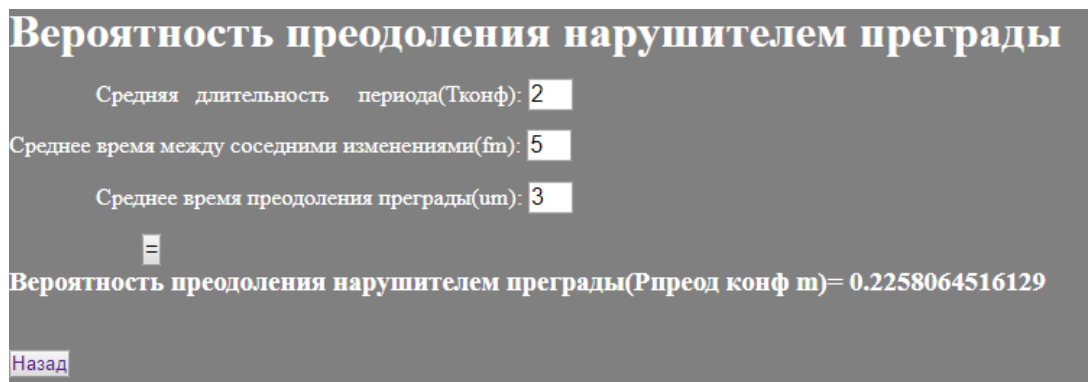 Вероятность преодоления нарушителем преграды
Средняя длительность периода(Tконф): 2
Среднее время между соседними изменениями(fm): 5
Среднее время преодоления преграды(um): 3
=
Вероятность преодоления нарушителем преграды(Pпреод конф m)= 0.2258064516129
Назад